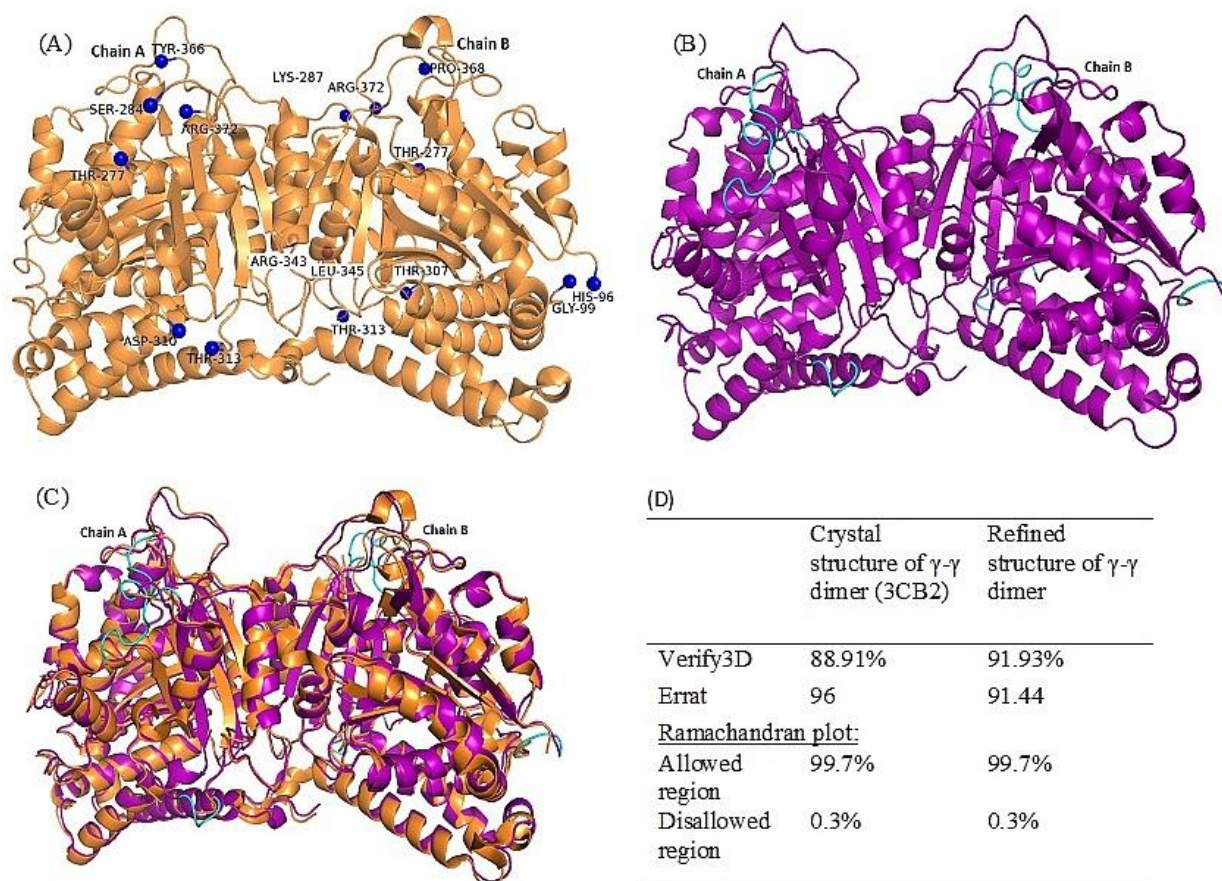 (A)
Chain A
TYR-366
Chain B
PRO-368
LYS-287
ARG-372
SER-284
ARG-372
THR-277
THR-277
ARG-343
LEU-345
THR-307
HIS-96
GLY-99
THR-313
ASP-310
THR-313
(B)
Chain A
Chain B
(C)
Chain A
Chain B
(D)
Crystal structure of γ-γ dimer (3CB2)
Refined structure of γ-γ dimer
Verify3D 88.91% 91.93%
Errat 96 91.44
Ramachandran plot:
Allowed region 99.7% 99.7%
Disallowed region 0.3% 0.3%